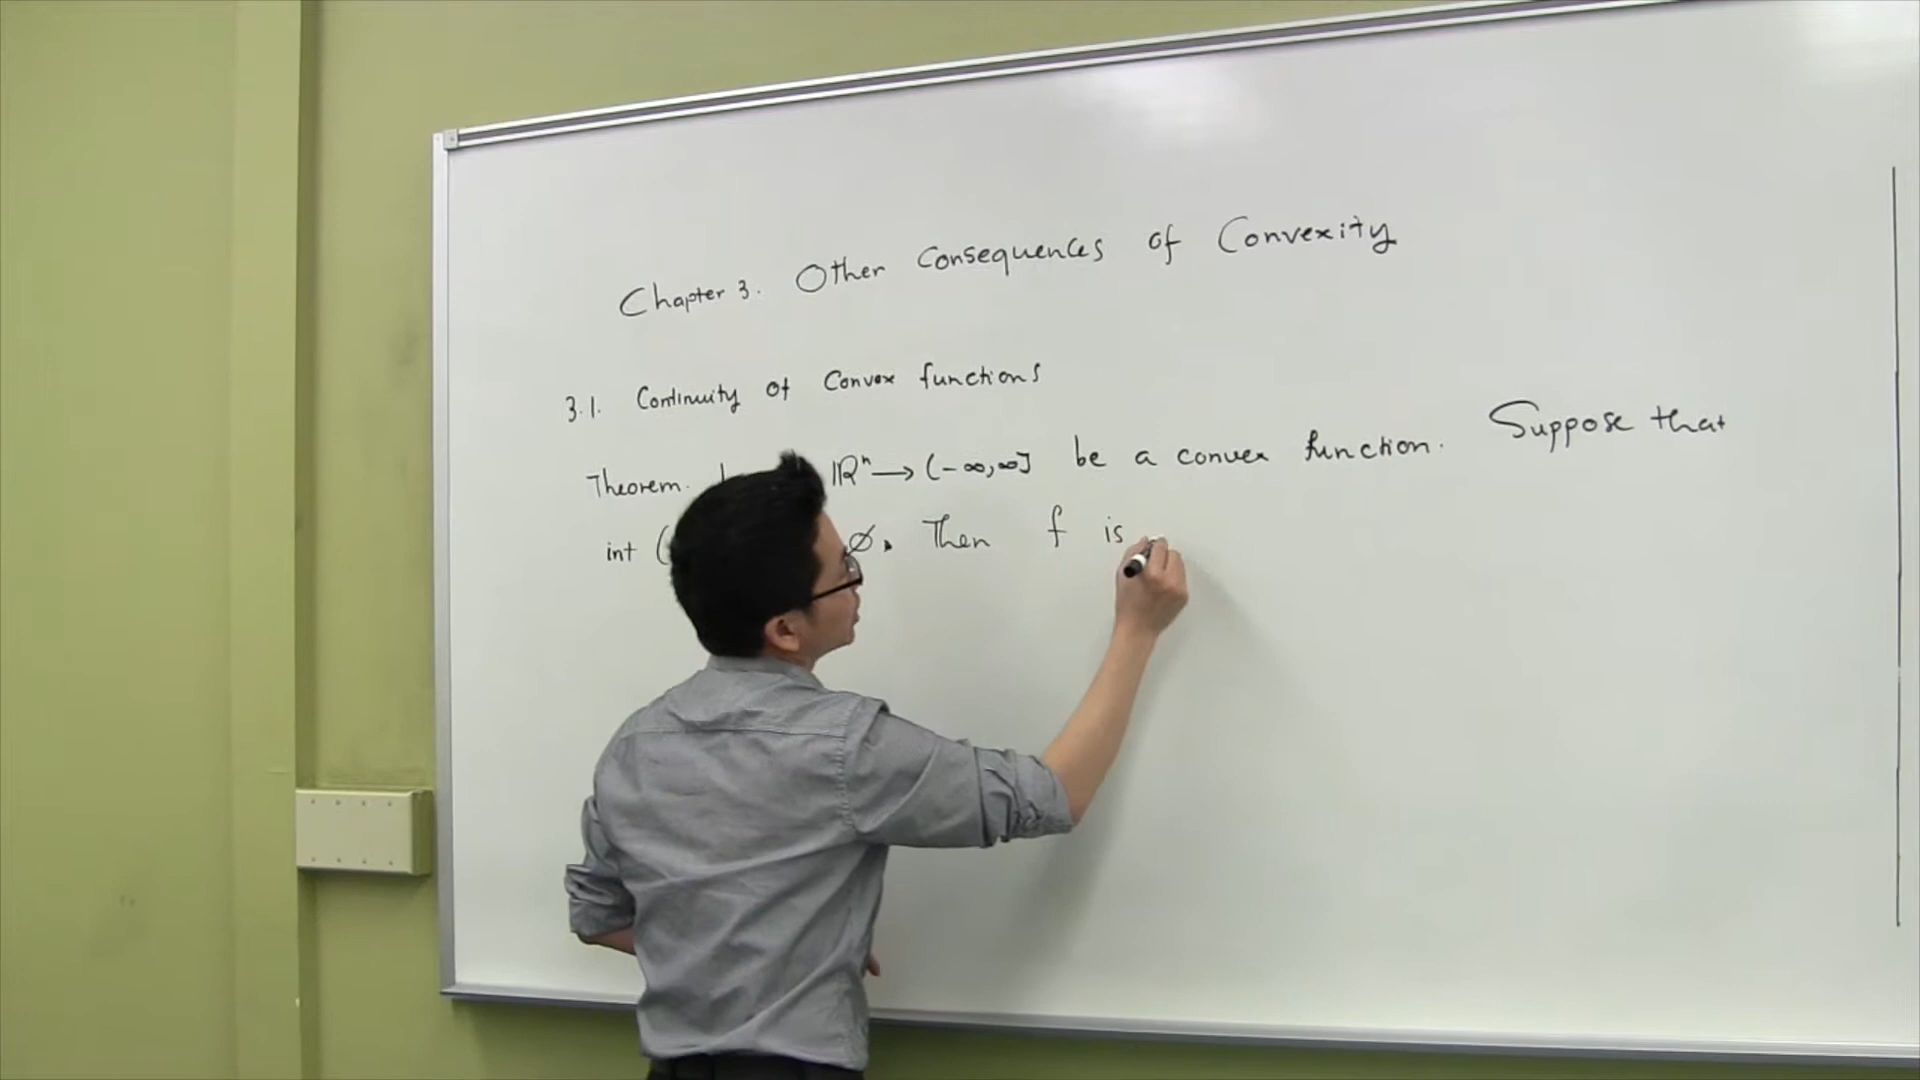 Chapter 3. Other Consequences of Convexity
3.1. Continuity of Convex functions
Theorem. ℝⁿ → (-∞,∞] be a convex function. Suppose that
int ( ∅. Then f is